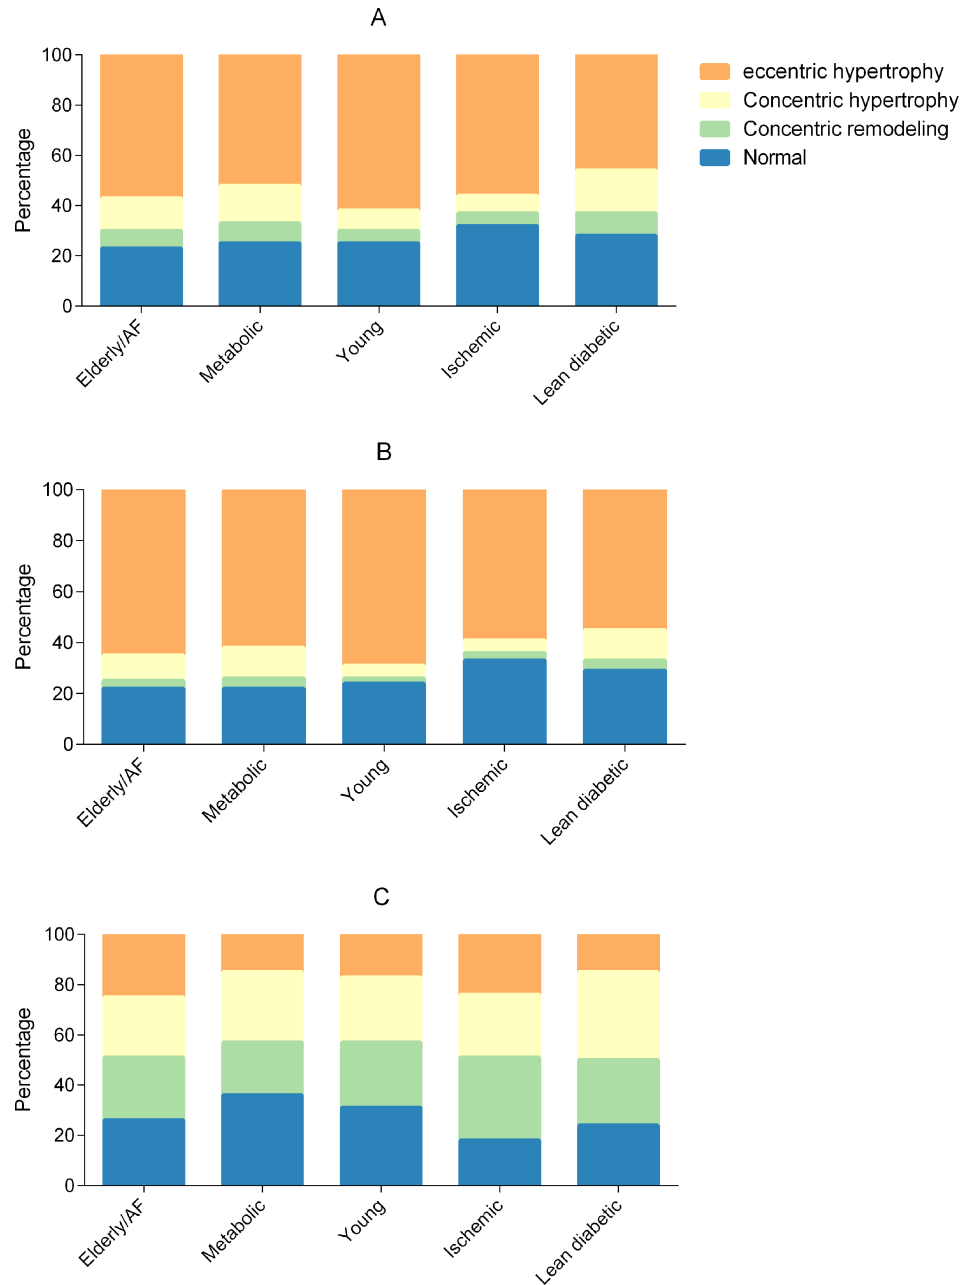 A
100
80
60
40
20
0
Percentage
Elderly/AF
Metabolic
Young
Ischemic
Lean diabetic
eccentric hypertrophy
Concentric hypertrophy
Concentric remodeling
Normal
B
100
80
60
40
20
0
Percentage
Elderly/AF
Metabolic
Young
Ischemic
Lean diabetic
C
100
80
60
40
20
0
Percentage
Elderly/AF
Metabolic
Young
Ischemic
Lean diabetic